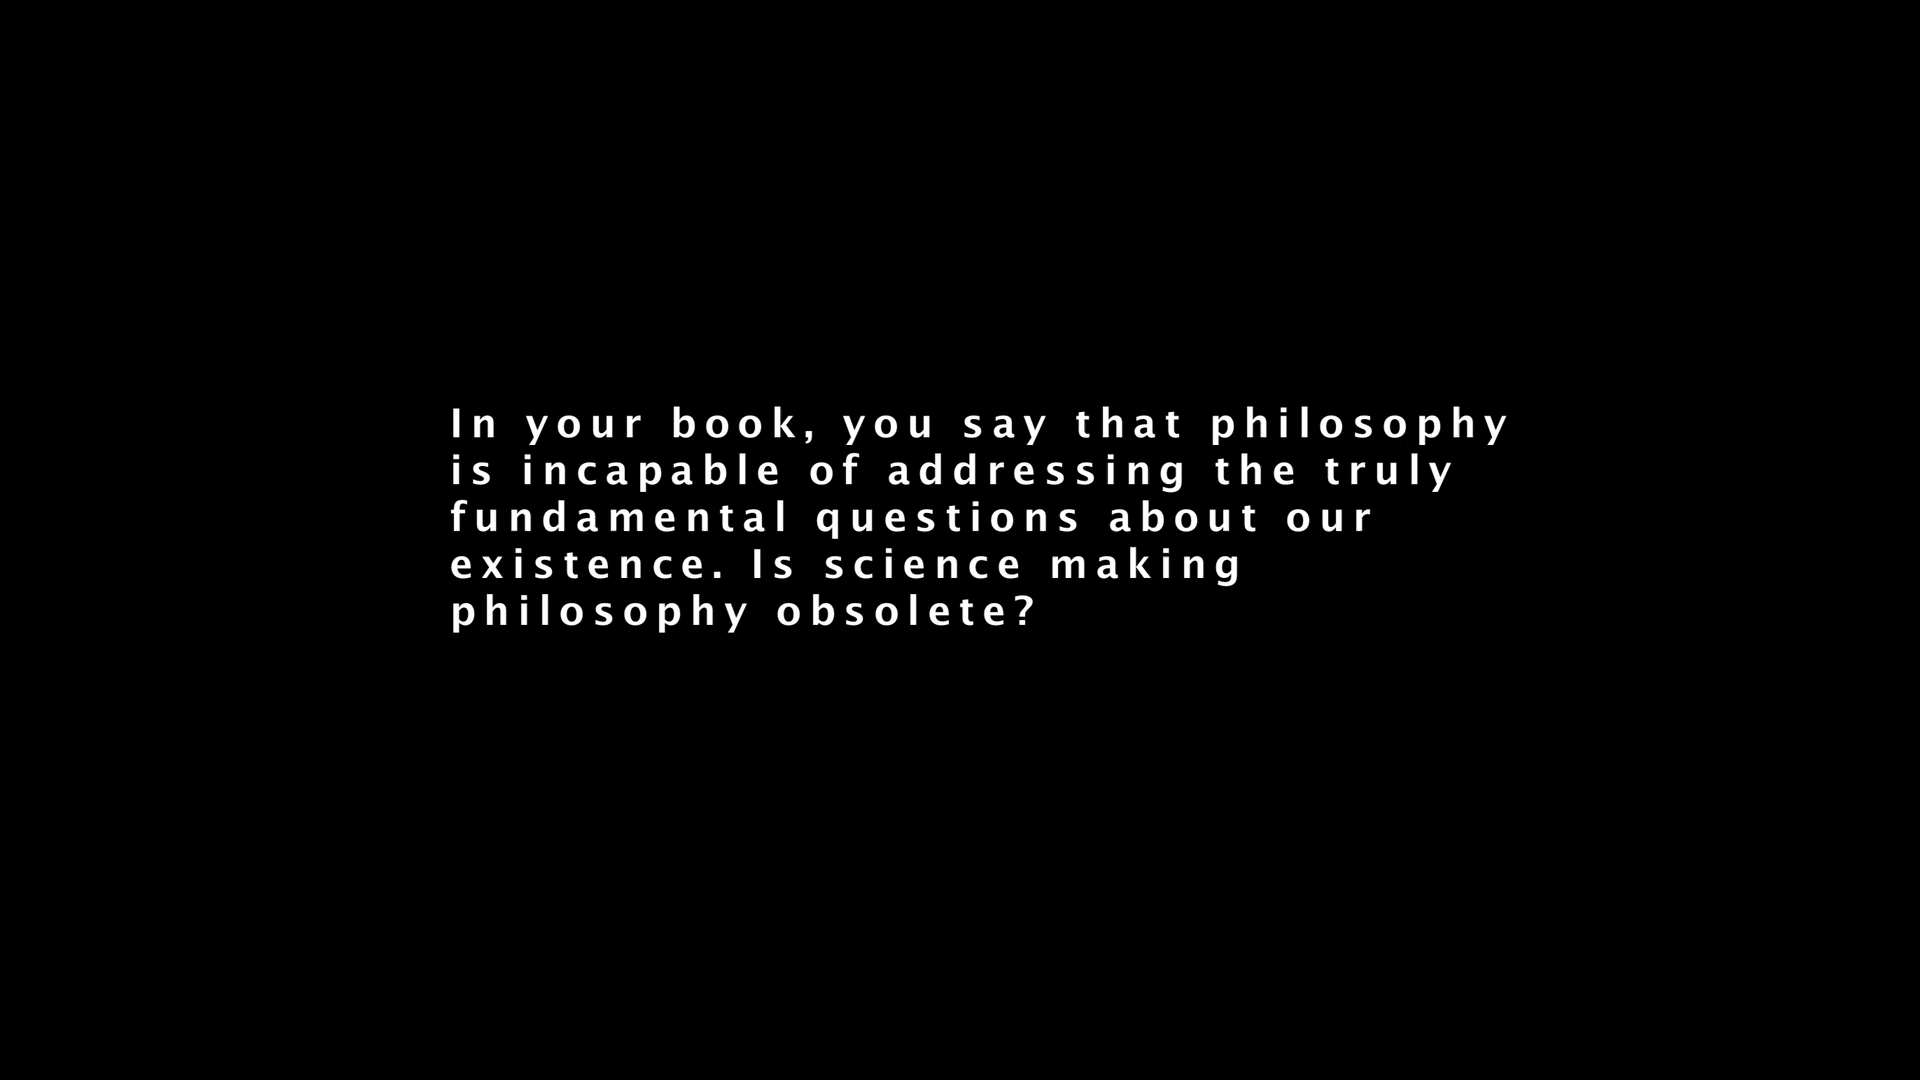 In your book, you say that philosophy
is incapable of addressing the truly
fundamental questions about our
existence. Is science making
philosophy obsolete?